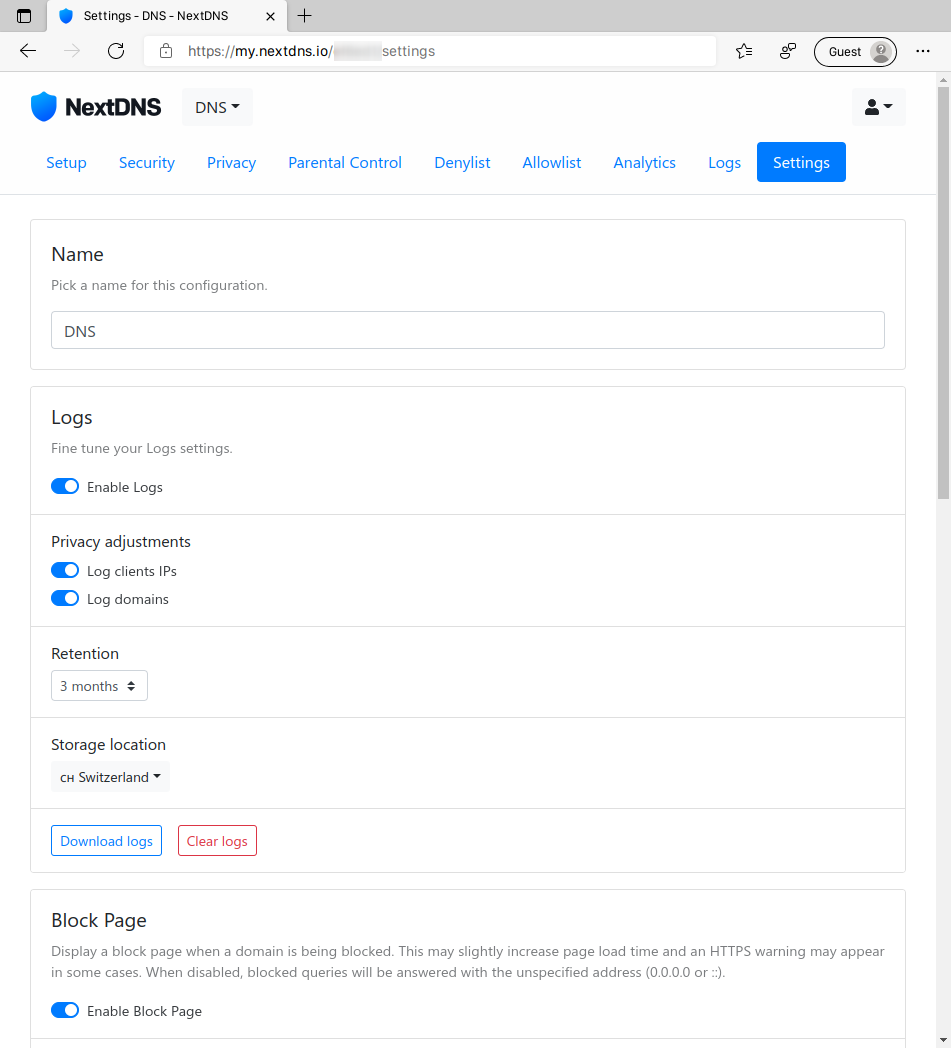 Settings - DNS - NextDNS
https://my.nextdns.io/ settings
Guest
NextDNS
DNS
Setup Security Privacy Parental Control Denylist Allowlist Analytics Logs Settings
Name
Pick a name for this configuration.
DNS
Logs
Fine tune your Logs settings.
Enable Logs
Privacy adjustments
Log clients IPs
Log domains
Retention
3 months
Storage location
CH Switzerland
Download logs Clear logs
Block Page
Display a block page when a domain is being blocked. This may slightly increase page load time and an HTTPS warning may appear
in some cases. When disabled, blocked queries will be answered with the unspecified address (0.0.0.0 or ::).
Enable Block Page